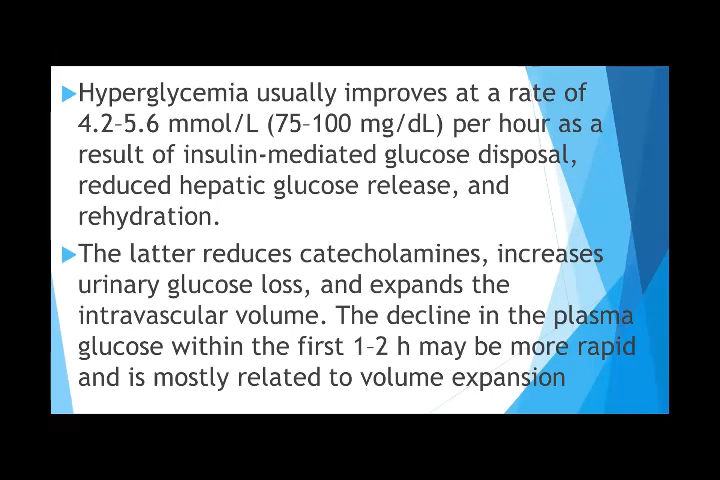 Hyperglycemia usually improves at a rate of
4.2–5.6 mmol/L (75–100 mg/dL) per hour as a
result of insulin-mediated glucose disposal,
reduced hepatic glucose release, and
rehydration.
The latter reduces catecholamines, increases
urinary glucose loss, and expands the
intravascular volume. The decline in the plasma
glucose within the first 1–2 h may be more rapid
and is mostly related to volume expansion